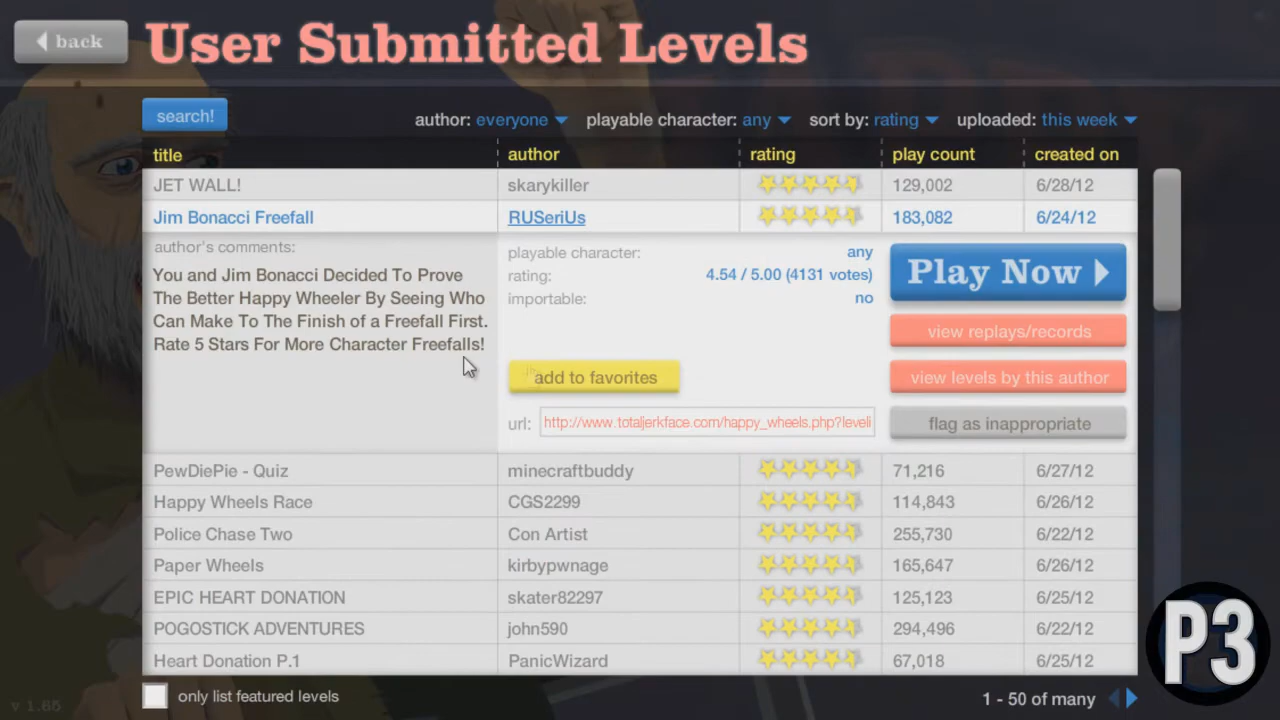 back
User Submitted Levels
search!
author: everyone playable character: any sort by: rating uploaded: this week
title author rating play count created on
JET WALL! skarykiller 129,002 6/28/12
Jim Bonacci Freefall RUSeriUs 183,082 6/24/12
author's comments:
You and Jim Bonacci Decided To Prove
The Better Happy Wheeler By Seeing Who
Can Make To The Finish of a Freefall First.
Rate 5 Stars For More Character Freefalls!
playable character: any
rating: 4.54 / 5.00 (4131 votes)
importable: no
add to favorites
url: http://www.totaljerkface.com/happy_wheels.php?leveli
Play Now
view replays/records
view levels by this author
flag as inappropriate
PewDiePie - Quiz minecraftbuddy 71,216 6/27/12
Happy Wheels Race CGS2299 114,843 6/26/12
Police Chase Two Con Artist 255,730 6/22/12
Paper Wheels kirbypwnage 165,647 6/26/12
EPIC HEART DONATION skater82297 125,123 6/25/12
POGOSTICK ADVENTURES john590 294,496 6/22/12
Heart Donation P.1 PanicWizard 67,018 6/25/12
only list featured levels
1 - 50 of many
v 1.65
P3